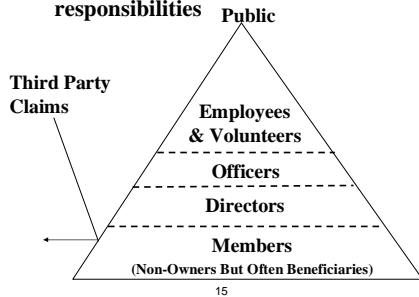 responsibilities
Public
Third Party
Claims
Employees
& Volunteers
Officers
Directors
Members
(Non-Owners But Often Beneficiaries)
15